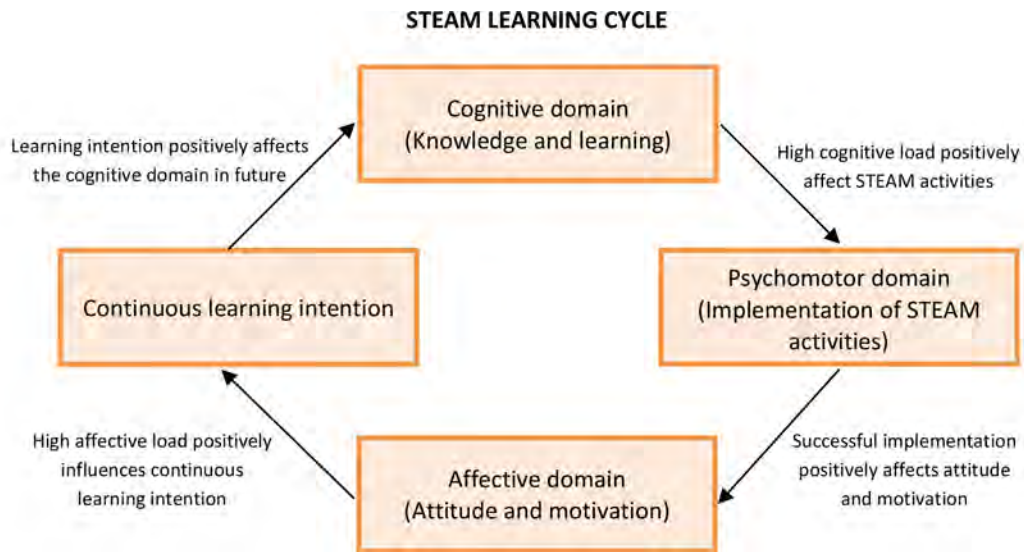 STEAM LEARNING CYCLE
Cognitive domain
(Knowledge and learning)
Learning intention positively affects
the cognitive domain in future
High cognitive load positively
affect STEAM activities
Continuous learning intention
Psychomotor domain
(Implementation of STEAM
activities)
High affective load positively
influences continuous
learning intention
Affective domain
(Attitude and motivation)
Successful implementation
positively affects attitude
and motivation